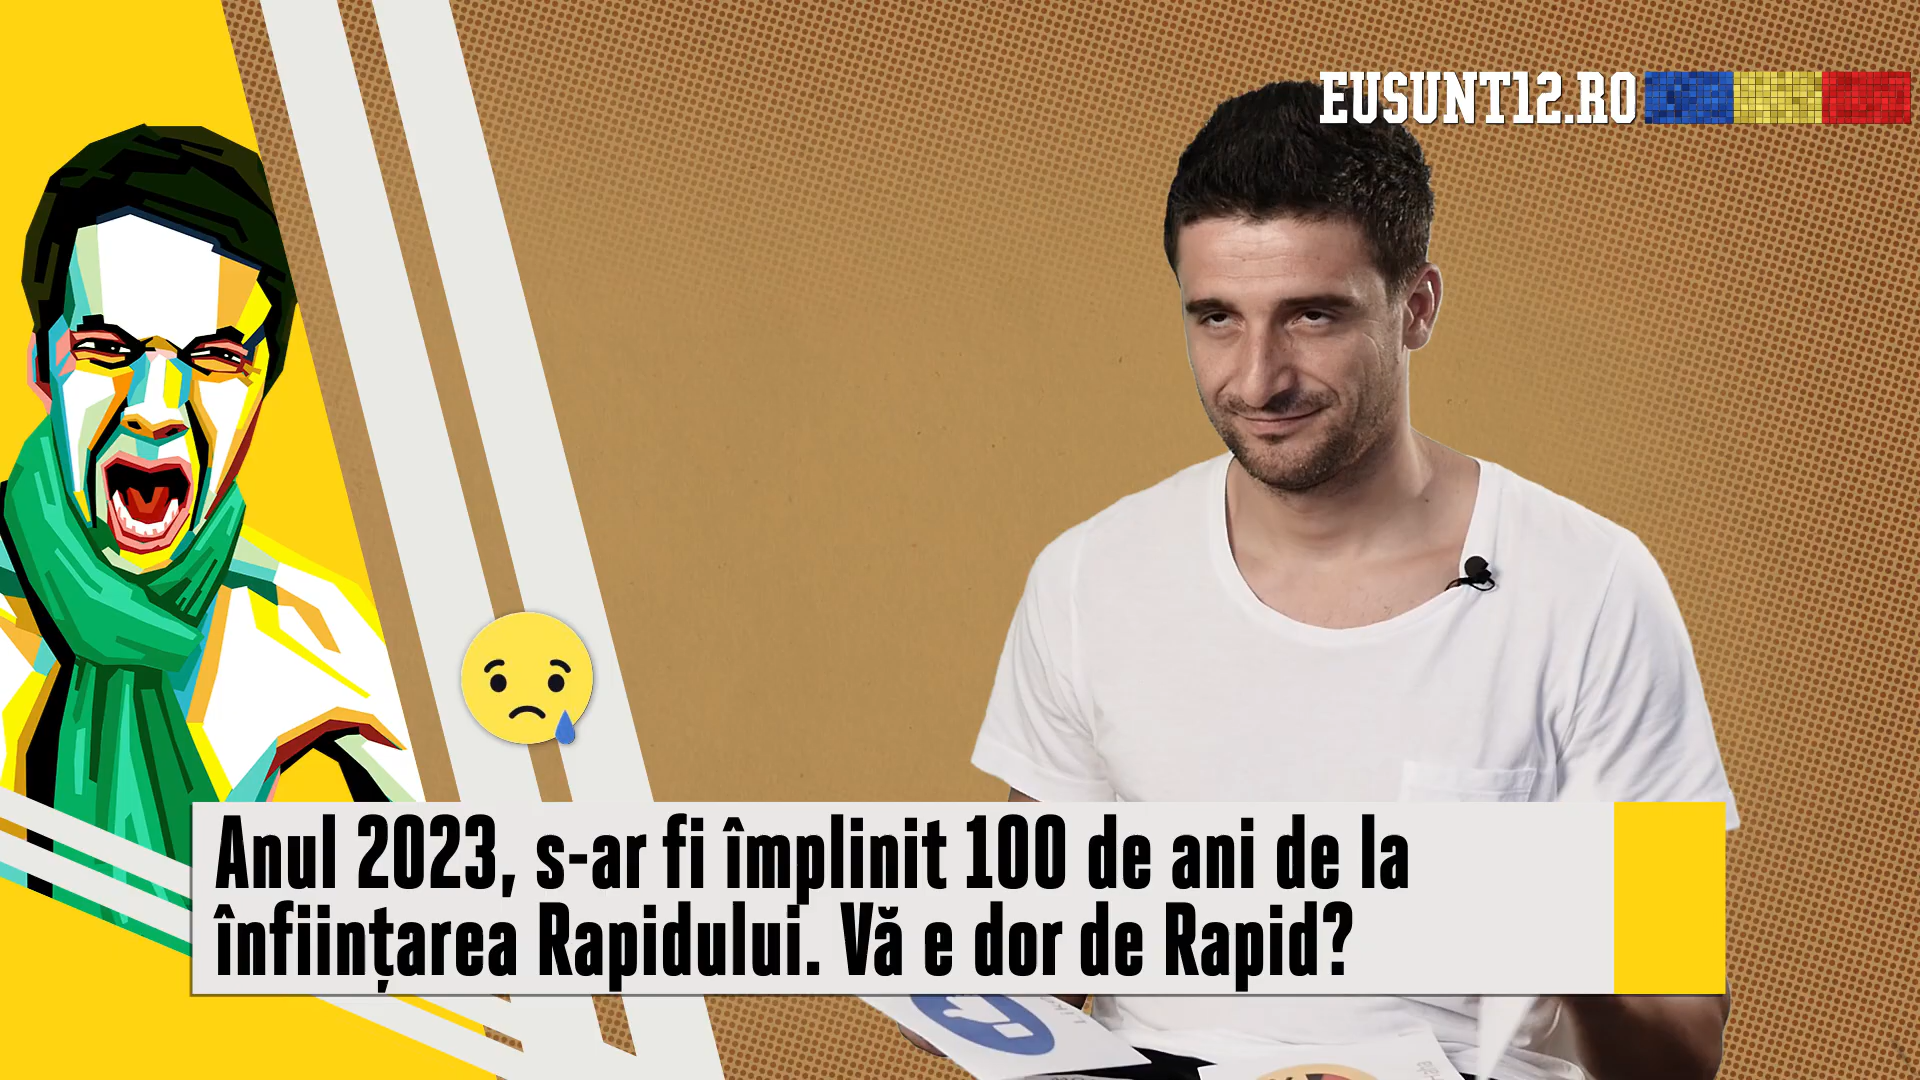 EUSUNT12.RO
Anul 2023, s-ar fi împlinit 100 de ani de la
înființarea Rapidului. Vă e dor de Rapid?